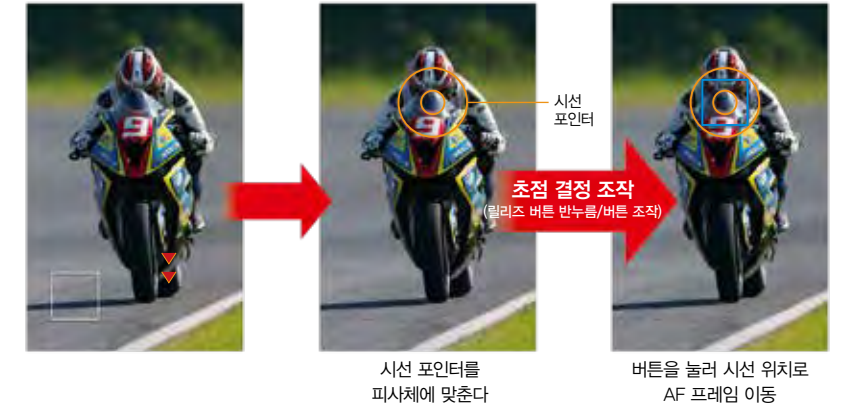 9
9
시선
포인터
초점 결정 조작
(릴리즈 버튼 반누름/버튼 조작)
9
시선 포인터를
피사체에 맞춘다
버튼을 눌러 시선 위치로
AF 프레임 이동